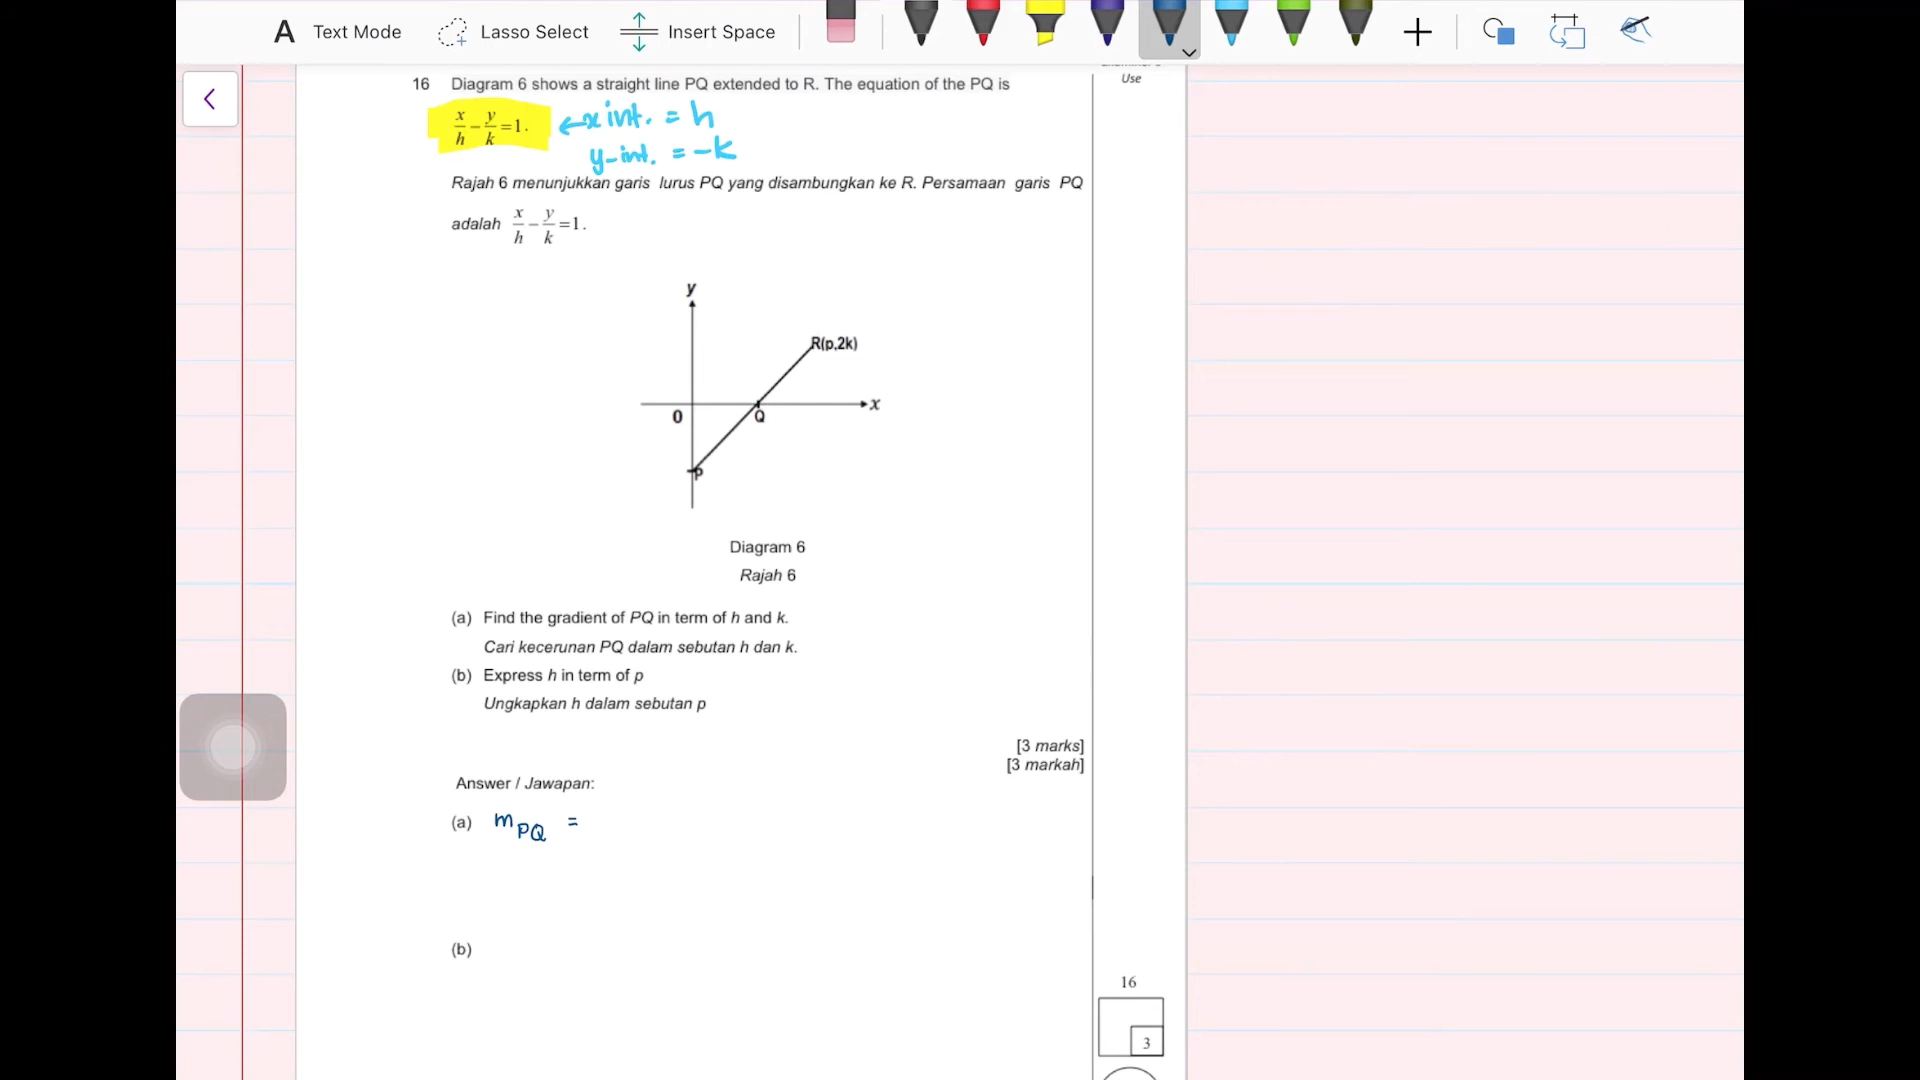 A Text Mode Lasso Select Insert Space
Use
16 Diagram 6 shows a straight line PQ extended to R. The equation of the PQ is
x/h - y/k = 1. ← x int. = h
y-int. = -k
Rajah 6 menunjukkan garis lurus PQ yang disambungkan ke R. Persamaan garis PQ
adalah x/h - y/k = 1.
y
R(p,2k)
x
0
Q
P
Diagram 6
Rajah 6
(a) Find the gradient of PQ in term of h and k.
Cari kecerunan PQ dalam sebutan h dan k.
(b) Express h in term of p
Ungkapkan h dalam sebutan p
[3 marks]
[3 markah]
Answer / Jawapan:
(a) m PQ =
(b)
16
3